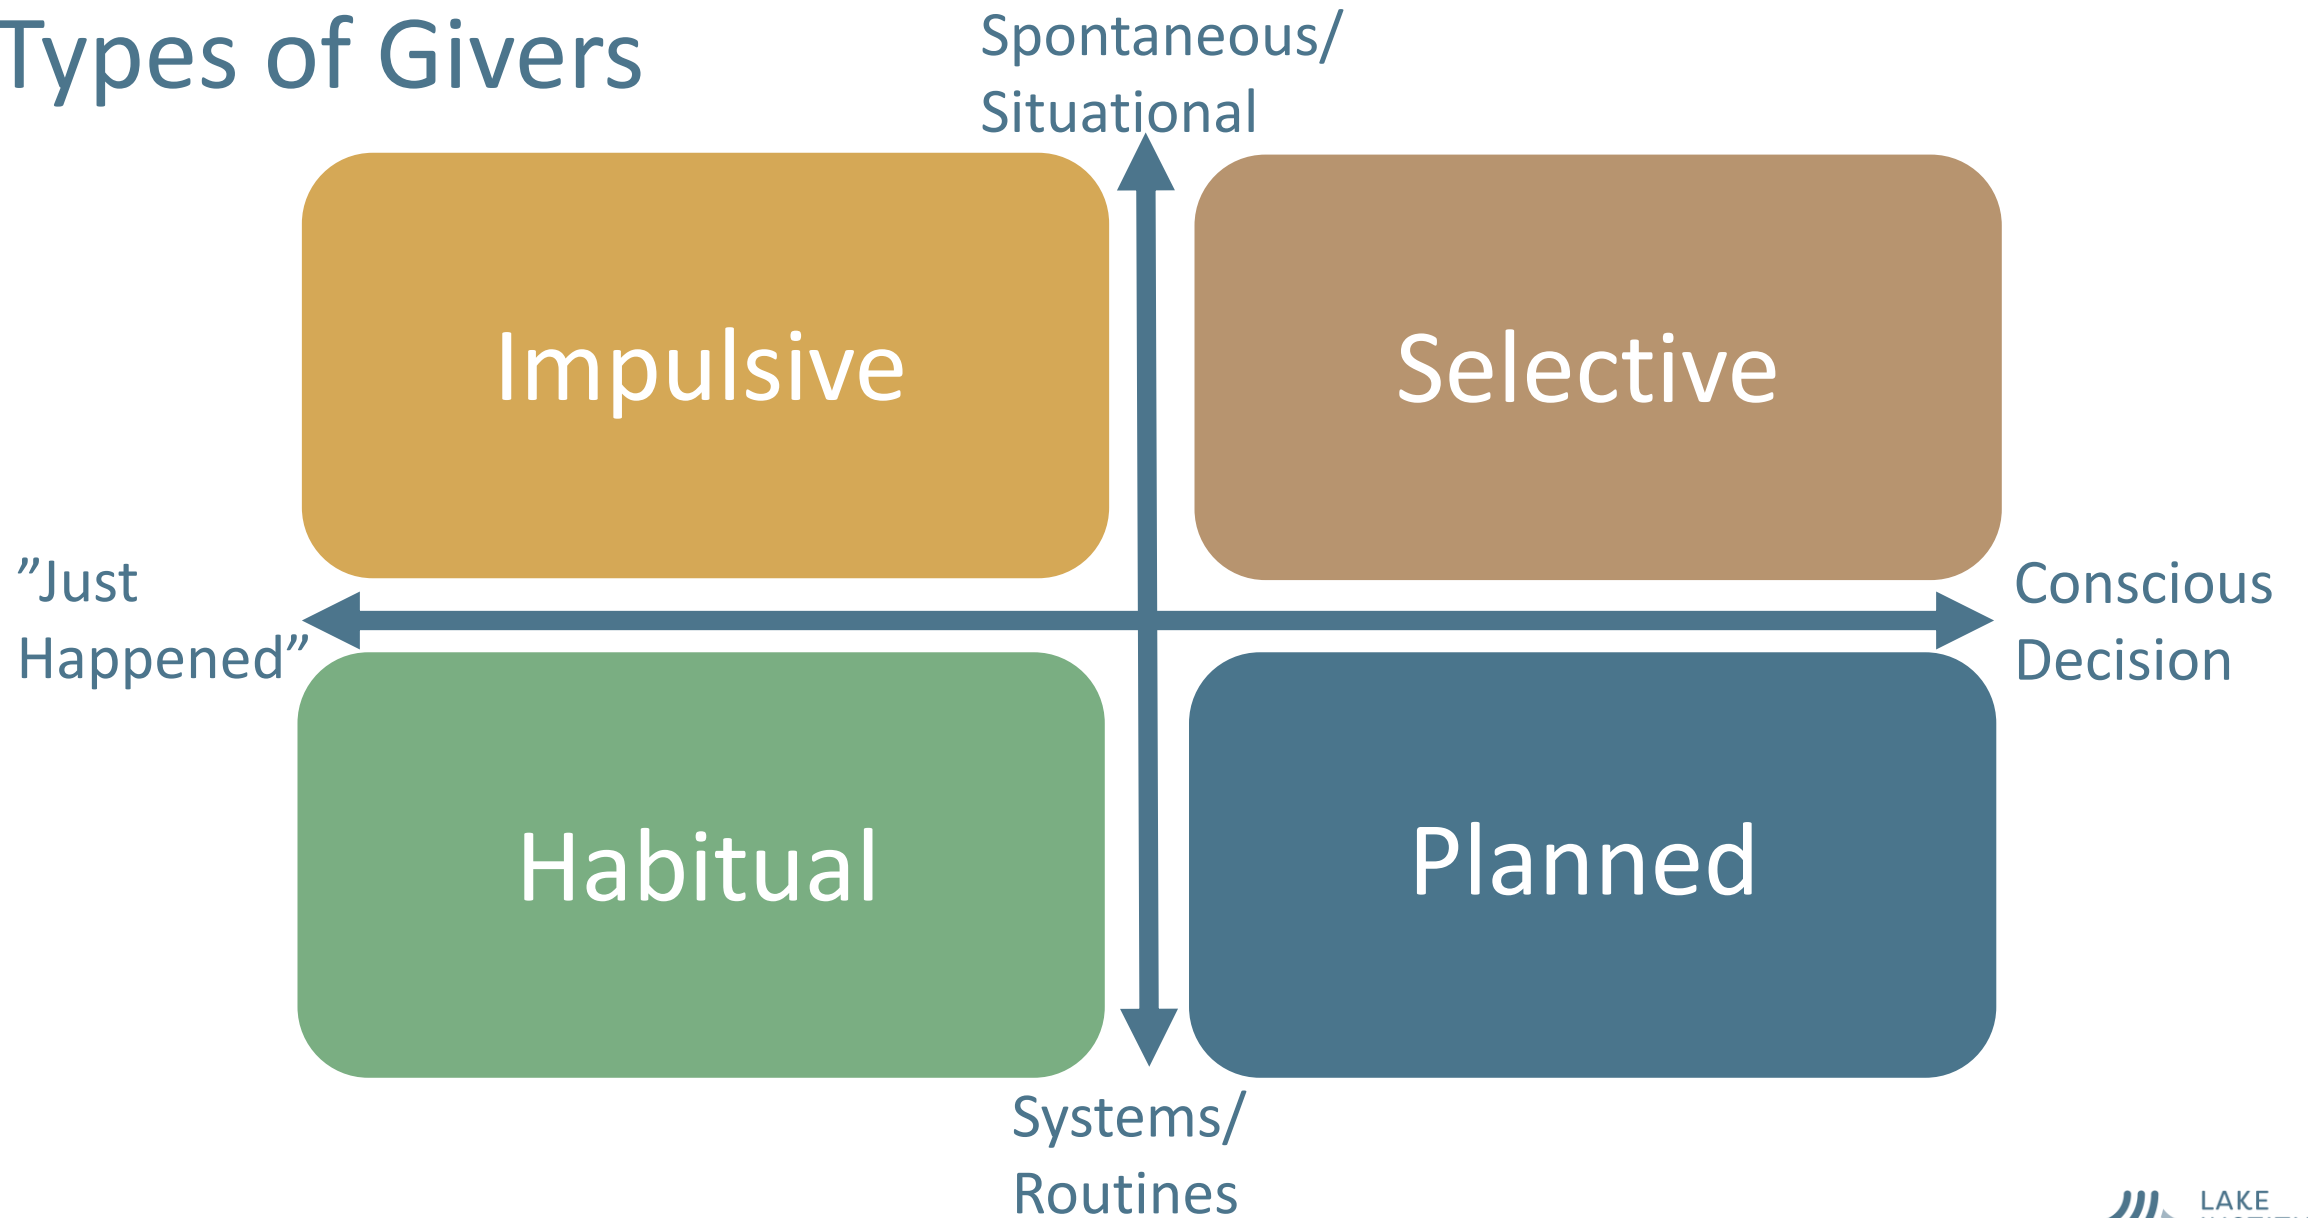 Types of Givers
Spontaneous/
Situational
Impulsive
Selective
”Just
Happened”
Conscious
Decision
Habitual
Planned
Systems/
Routines
LAKE